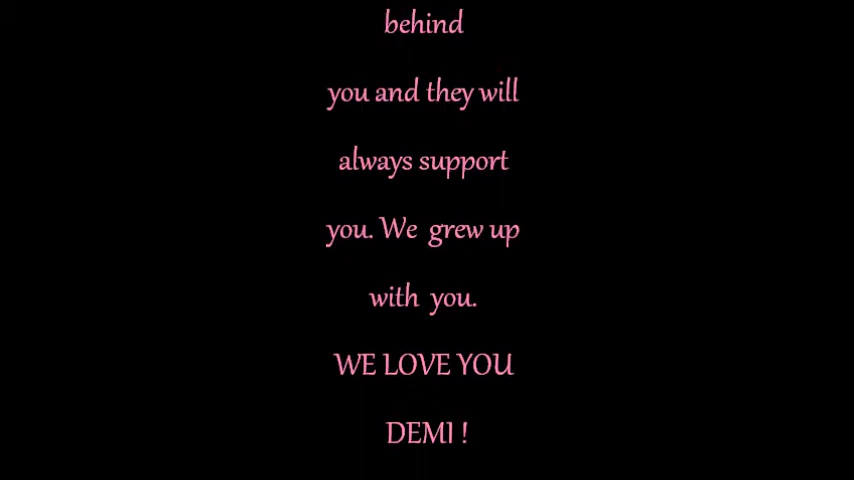 behind
you and they will
always support
you. We grew up
with you.
WE LOVE YOU
DEMI !